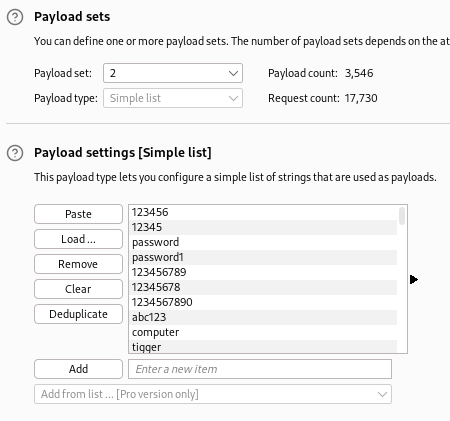 Payload sets
You can define one or more payload sets. The number of payload sets depends on the at
Payload set: 2 Payload count: 3,546
Payload type: Simple list Request count: 17,730
Payload settings [Simple list]
This payload type lets you configure a simple list of strings that are used as payloads.
Paste
Load ...
Remove
Clear
Deduplicate
123456
12345
password
password1
123456789
12345678
1234567890
abc123
computer
tigger
Add Enter a new item
Add from list ... [Pro version only]